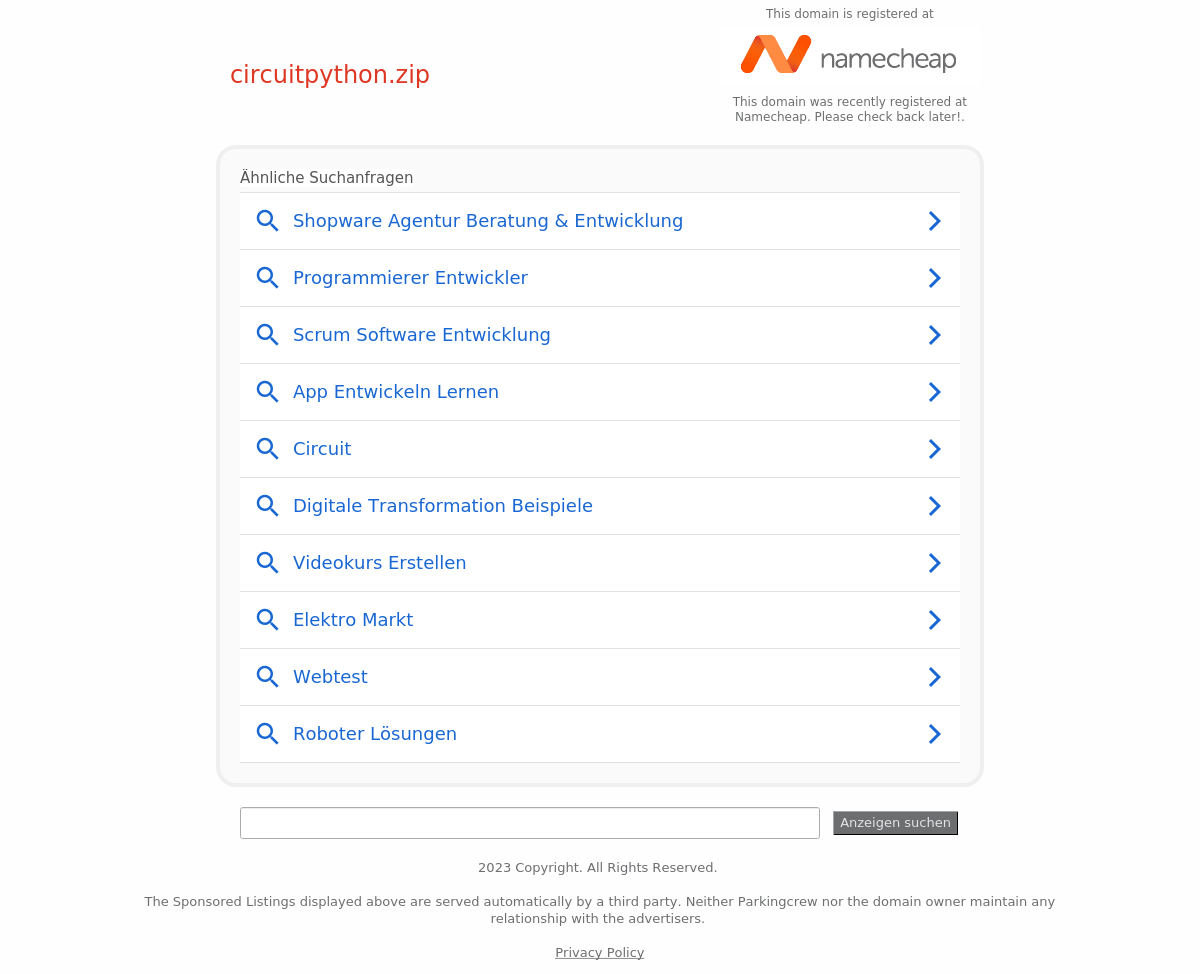 This domain is registered at
namecheap
circuitpython.zip
This domain was recently registered at
Namecheap. Please check back later!.
Ähnliche Suchanfragen
Shopware Agentur Beratung & Entwicklung
Programmierer Entwickler
Scrum Software Entwicklung
App Entwickeln Lernen
Circuit
Digitale Transformation Beispiele
Videokurs Erstellen
Elektro Markt
Webtest
Roboter Lösungen
Anzeigen suchen
2023 Copyright. All Rights Reserved.
The Sponsored Listings displayed above are served automatically by a third party. Neither Parkingcrew nor the domain owner maintain any
relationship with the advertisers.
Privacy Policy